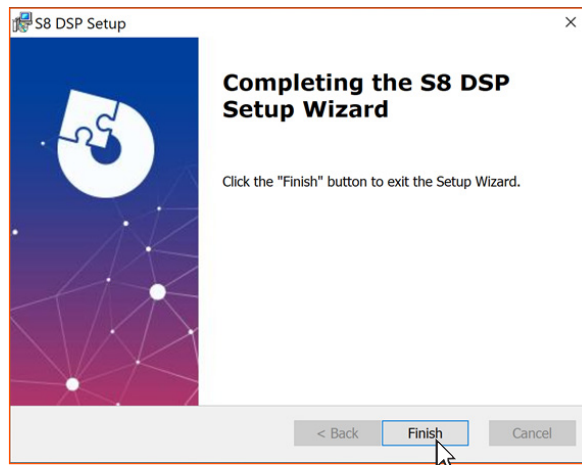 S8 DSP Setup
Completing the S8 DSP
Setup Wizard
Click the "Finish" button to exit the Setup Wizard.
< Back Finish Cancel